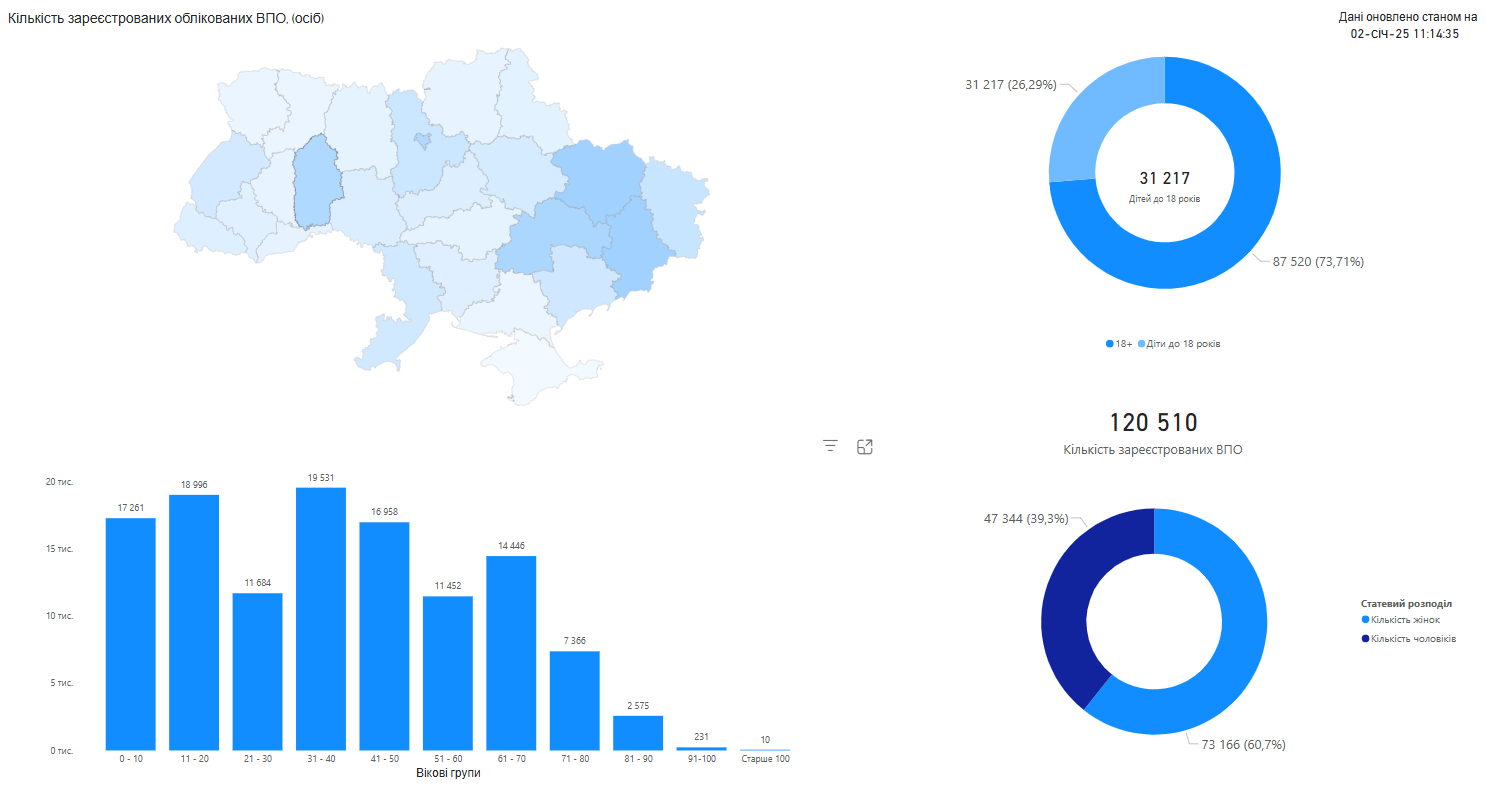 Кількість зареєстрованих облікованих ВПО, (осіб)
Дані оновлено станом на
02-січ-25 11:14:35
31 217 (26,29%)
31 217
Дітей до 18 років
87 520 (73,71%)
18+
Діти до 18 років
120 510
Кількість зареєстрованих ВПО
47 344 (39,3%)
73 166 (60,7%)
Статевий розподіл
Кількість жінок
Кількість чоловіків
20 тис.
15 тис.
10 тис.
5 тис.
0 тис.
17 261
18 996
11 684
19 531
16 958
11 452
14 446
7 366
2 575
231
10
0 - 10
11 - 20
21 - 30
31 - 40
41 - 50
51 - 60
61 - 70
71 - 80
81 - 90
91-100
Старше 100
Вікові групи